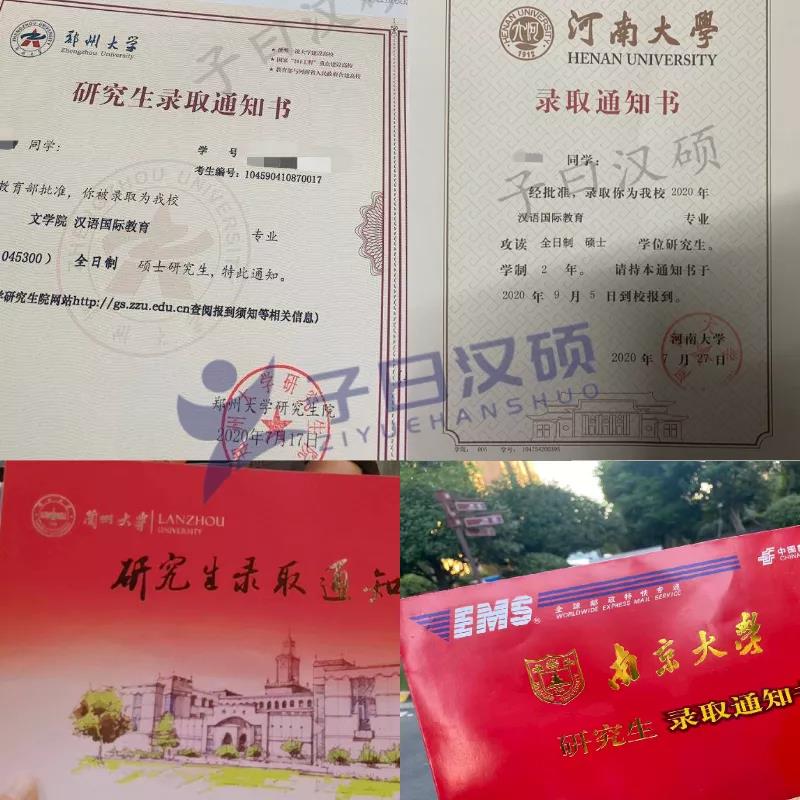 郑州大学
Zhengzhou University
研究生录取通知书
同学:
学 号
考生编号: 104590410870017
教育部批准, 你被录取为我校
文学院 汉语国际教育 专业
045300) 全日制 硕士研究生, 特此通知。
学研究生院网站http://gs.zzu.edu.cn查阅报到须知等相关信息)
郑州大学研究生院
2020年7月17日
HENAN UNIVERSITY
1912
河南大學
HENAN UNIVERSITY
录取通知书
同学:
经批准, 录取你为我校 2020 年
汉语国际教育 专业
攻读 全日制 硕士 学位研究生。
学制 2 年。 请持本通知书于
2020 年 9 月 5 日到校报到。
河南大学
2020 年 7 月 27 日
子曰汉硕
子曰汉硕
ZIYUEHANSHUO
兰州大学 LANZHOU
UNIVERSITY
研究生录取通知
EMS
全球邮政特快专递
WORLDWIDE EXPRESS MAIL SERVICE
中国
CHINA
南京大学
研究生 录取通知书